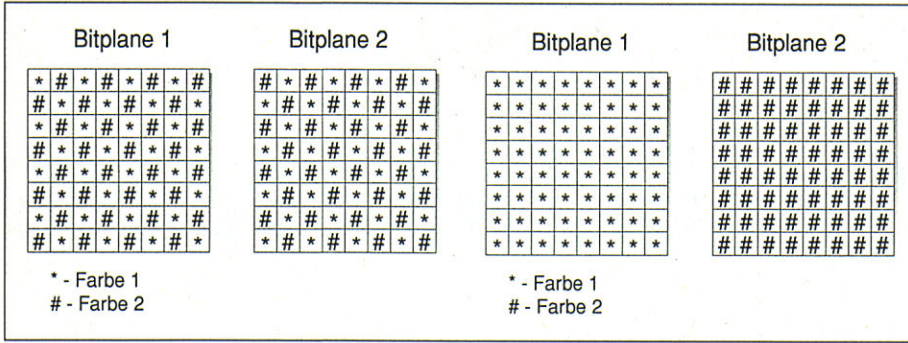 Bitplane 1 Bitplane 2 Bitplane 1 Bitplane 2
* # * # * # * # # * # * # * # * * * * * * * * * # # # # # # # #
# * # * # * # * * # * # * # * # * * * * * * * * # # # # # # # #
* # * # * # * # # * # * # * # * * * * * * * * * # # # # # # # #
# * # * # * # * * # * # * # * # * * * * * * * * # # # # # # # #
* # * # * # * # # * # * # * # * * * * * * * * * # # # # # # # #
# * # * # * # * * # * # * # * # * * * * * * * * # # # # # # # #
* # * # * # * # # * # * # * # * * * * * * * * * # # # # # # # #
# * # * # * # * * # * # * # * # * * * * * * * * # # # # # # # #
* - Farbe 1 * - Farbe 1
# - Farbe 2 # - Farbe 2